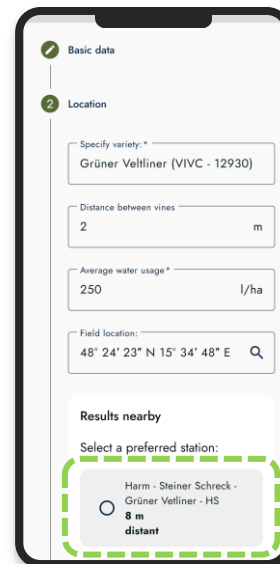 Basic data
2 Location
Specify variety:*
Grüner Veltliner (VIVC - 12930)
Distance between vines
2 m
Average water usage*
250 l/ha
Field location:
48° 24' 23" N 15° 34' 48" E
Results nearby
Select a preferred station:
Harm - Steiner Schreck -
Grüner Vetliner - HS
8 m
distant